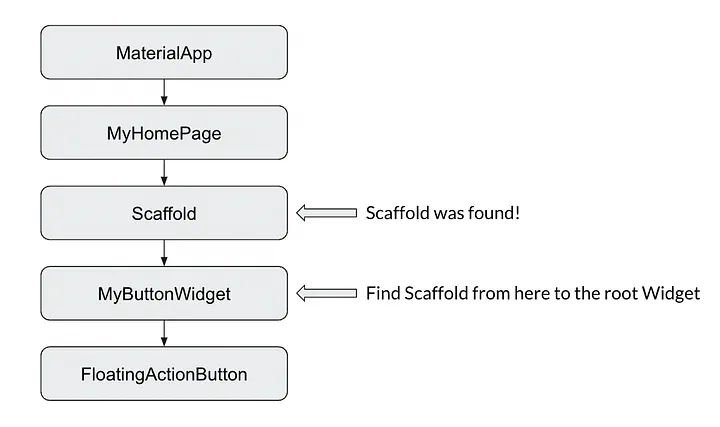 MaterialApp
MyHomePage
Scaffold
Scaffold was found!
MyButtonWidget
Find Scaffold from here to the root Widget
FloatingActionButton